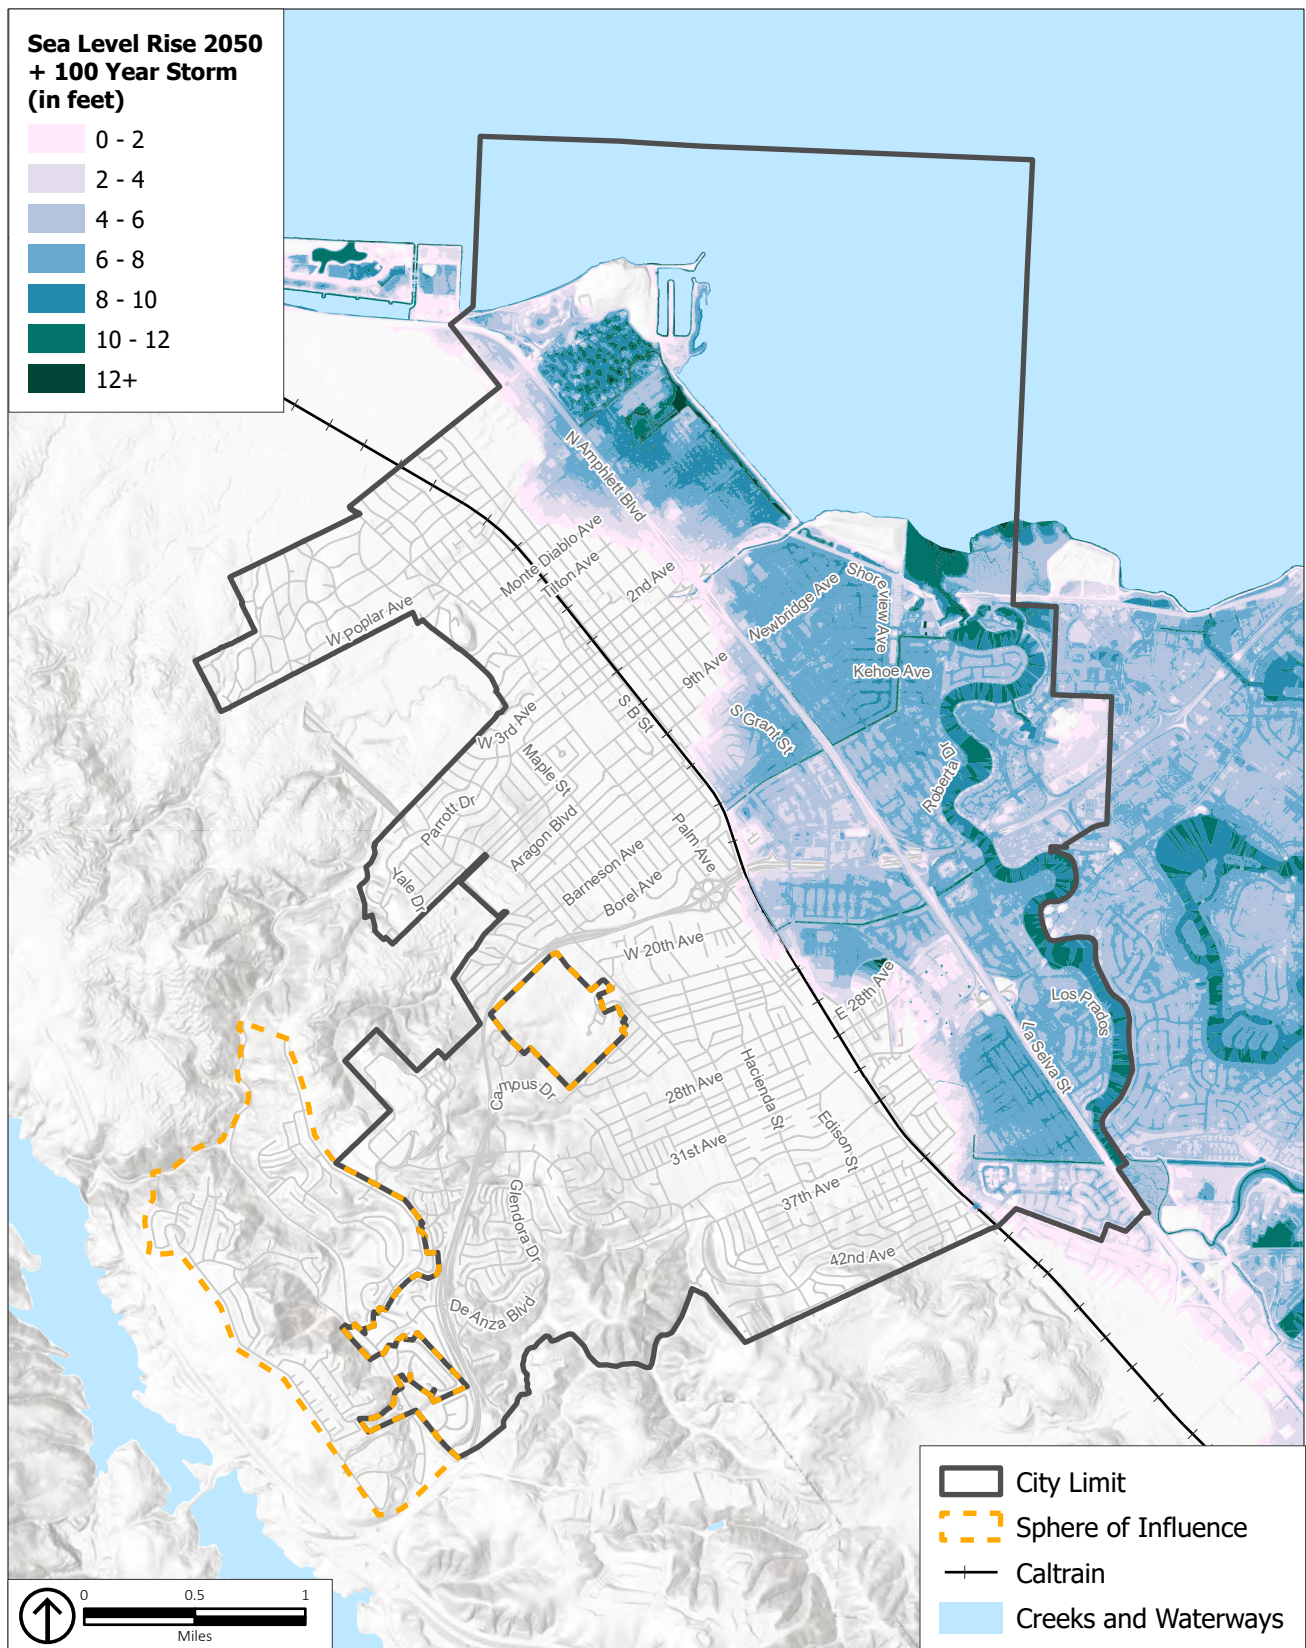 Sea Level Rise 2050
+ 100 Year Storm
(in feet)
0 - 2
2 - 4
4 - 6
6 - 8
8 - 10
10 - 12
12+
N Amphlett Blvd
Monte Diablo Ave
Tilton Ave
2nd Ave
W Poplar Ave
Newbridge Ave
Shoreview Ave
Kehoe Ave
9th Ave
S B St
S Grant St
W 3rd Ave
Maple St
Roberta Dr
Parrott Dr
Aragon Blvd
Palm Ave
Yale Dr
Barneson Ave
Borel Ave
W 20th Ave
E 28th Ave
Los Prados
La Selva St
Campus Dr
28th Ave
Hacienda St
31st Ave
Edison St
37th Ave
Glendora Dr
42nd Ave
De Anza Blvd
City Limit
Sphere of Influence
Caltrain
Creeks and Waterways
0 0.5 1
Miles